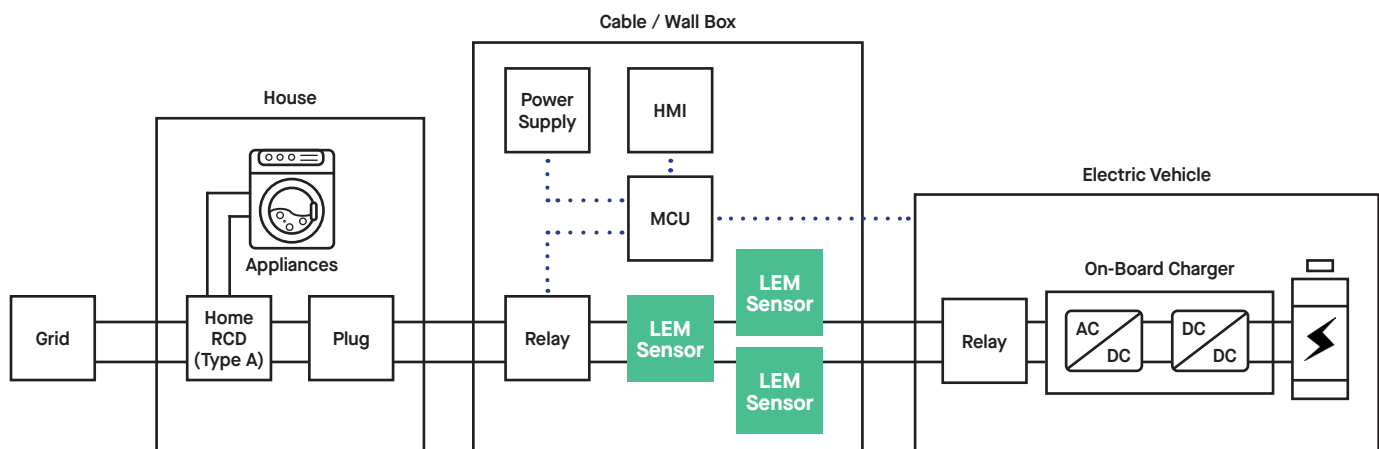 Cable / Wall Box
House
Power
Supply
HMI
Electric Vehicle
MCU
Appliances
On-Board Charger
LEM
Sensor
Grid
Home
RCD
(Type A)
Plug
Relay
LEM
Sensor
LEM
Sensor
Relay
AC
DC
DC
DC